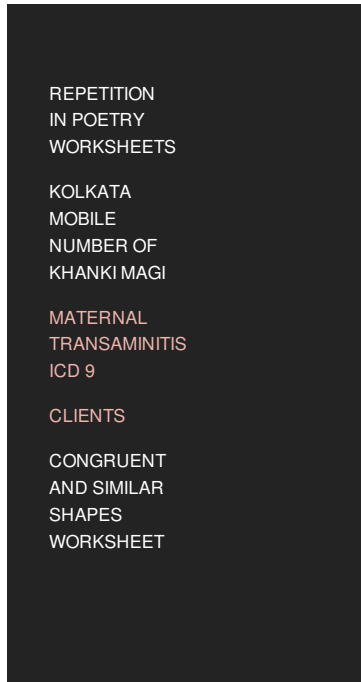 REPETITION
IN POETRY
WORKSHEETS
KOLKATA
MOBILE
NUMBER OF
KHANKI MAGI
MATERNAL
TRANSAMINITIS
ICD 9
CLIENTS
CONGRUENT
AND SIMILAR
SHAPES
WORKSHEET